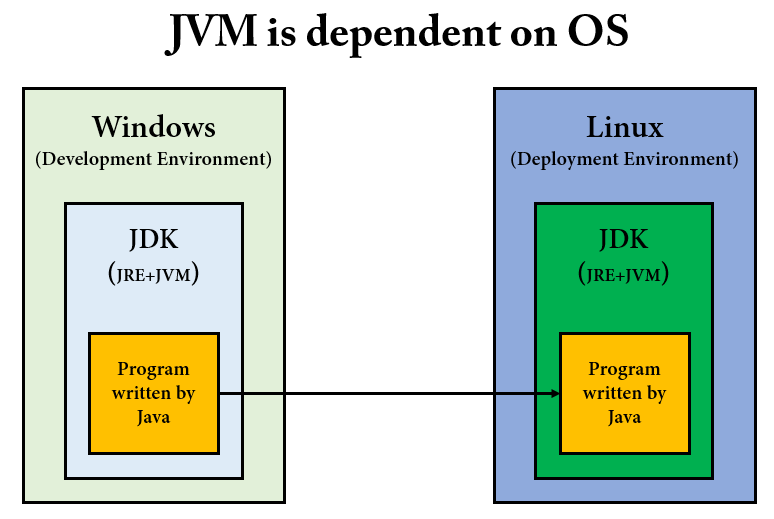 JVM is dependent on OS
Windows
(Development Environment)
JDK
(JRE+JVM)
Program
written by
Java
Linux
(Deployment Environment)
JDK
(JRE+JVM)
Program
written by
Java